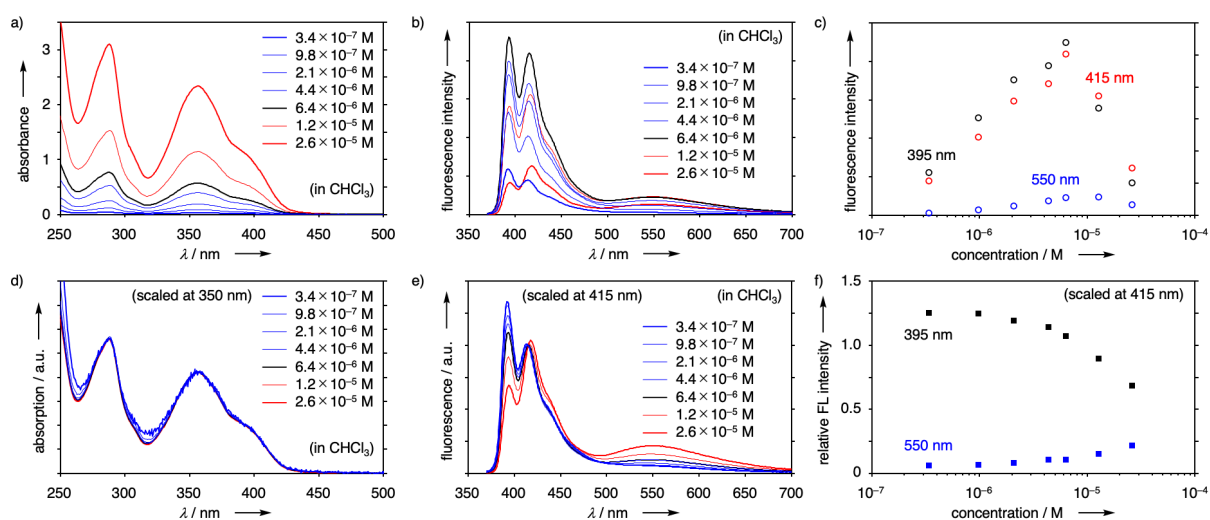 a)
absorbance
3
2
1
0
3.4×10⁻⁷ M
9.8×10⁻⁷ M
2.1×10⁻⁶ M
4.4×10⁻⁶ M
6.4×10⁻⁶ M
1.2×10⁻⁵ M
2.6×10⁻⁵ M
(in CHCl₃)
250 300 350 400 450 500
λ / nm
b)
fluorescence intensity
(in CHCl₃)
3.4×10⁻⁷ M
9.8×10⁻⁷ M
2.1×10⁻⁶ M
4.4×10⁻⁶ M
6.4×10⁻⁶ M
1.2×10⁻⁵ M
2.6×10⁻⁵ M
350 400 450 500 550 600 650 700
λ / nm
c)
fluorescence intensity
415 nm
395 nm
550 nm
10⁻⁷ 10⁻⁶ 10⁻⁵ 10⁻⁴
concentration / M
d)
absorption / a.u.
(scaled at 350 nm)
3.4×10⁻⁷ M
9.8×10⁻⁷ M
2.1×10⁻⁶ M
4.4×10⁻⁶ M
6.4×10⁻⁶ M
1.2×10⁻⁵ M
2.6×10⁻⁵ M
(in CHCl₃)
250 300 350 400 450 500
λ / nm
e)
fluorescence / a.u.
(scaled at 415 nm) (in CHCl₃)
3.4×10⁻⁷ M
9.8×10⁻⁷ M
2.1×10⁻⁶ M
4.4×10⁻⁶ M
6.4×10⁻⁶ M
1.2×10⁻⁵ M
2.6×10⁻⁵ M
350 400 450 500 550 600 650 700
λ / nm
f)
relative FL intensity
1.5
1.0
0.5
0
(scaled at 415 nm)
395 nm
550 nm
10⁻⁷ 10⁻⁶ 10⁻⁵ 10⁻⁴
concentration / M